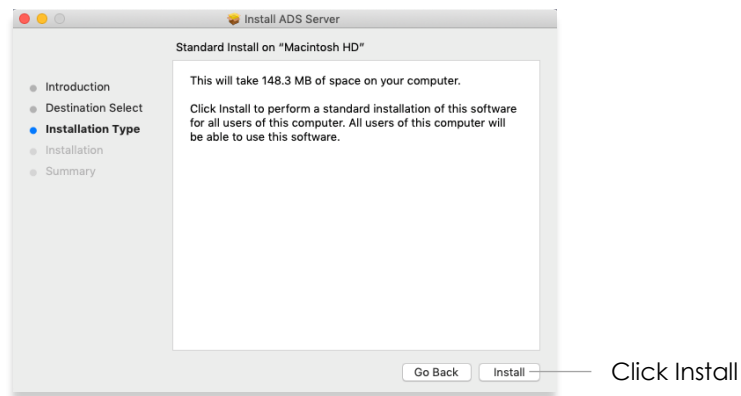 Install ADS Server
Standard Install on "Macintosh HD"
Introduction
Destination Select
Installation Type
Installation
Summary
This will take 148.3 MB of space on your computer.
Click Install to perform a standard installation of this software
for all users of this computer. All users of this computer will
be able to use this software.
Go Back
Install
Click Install